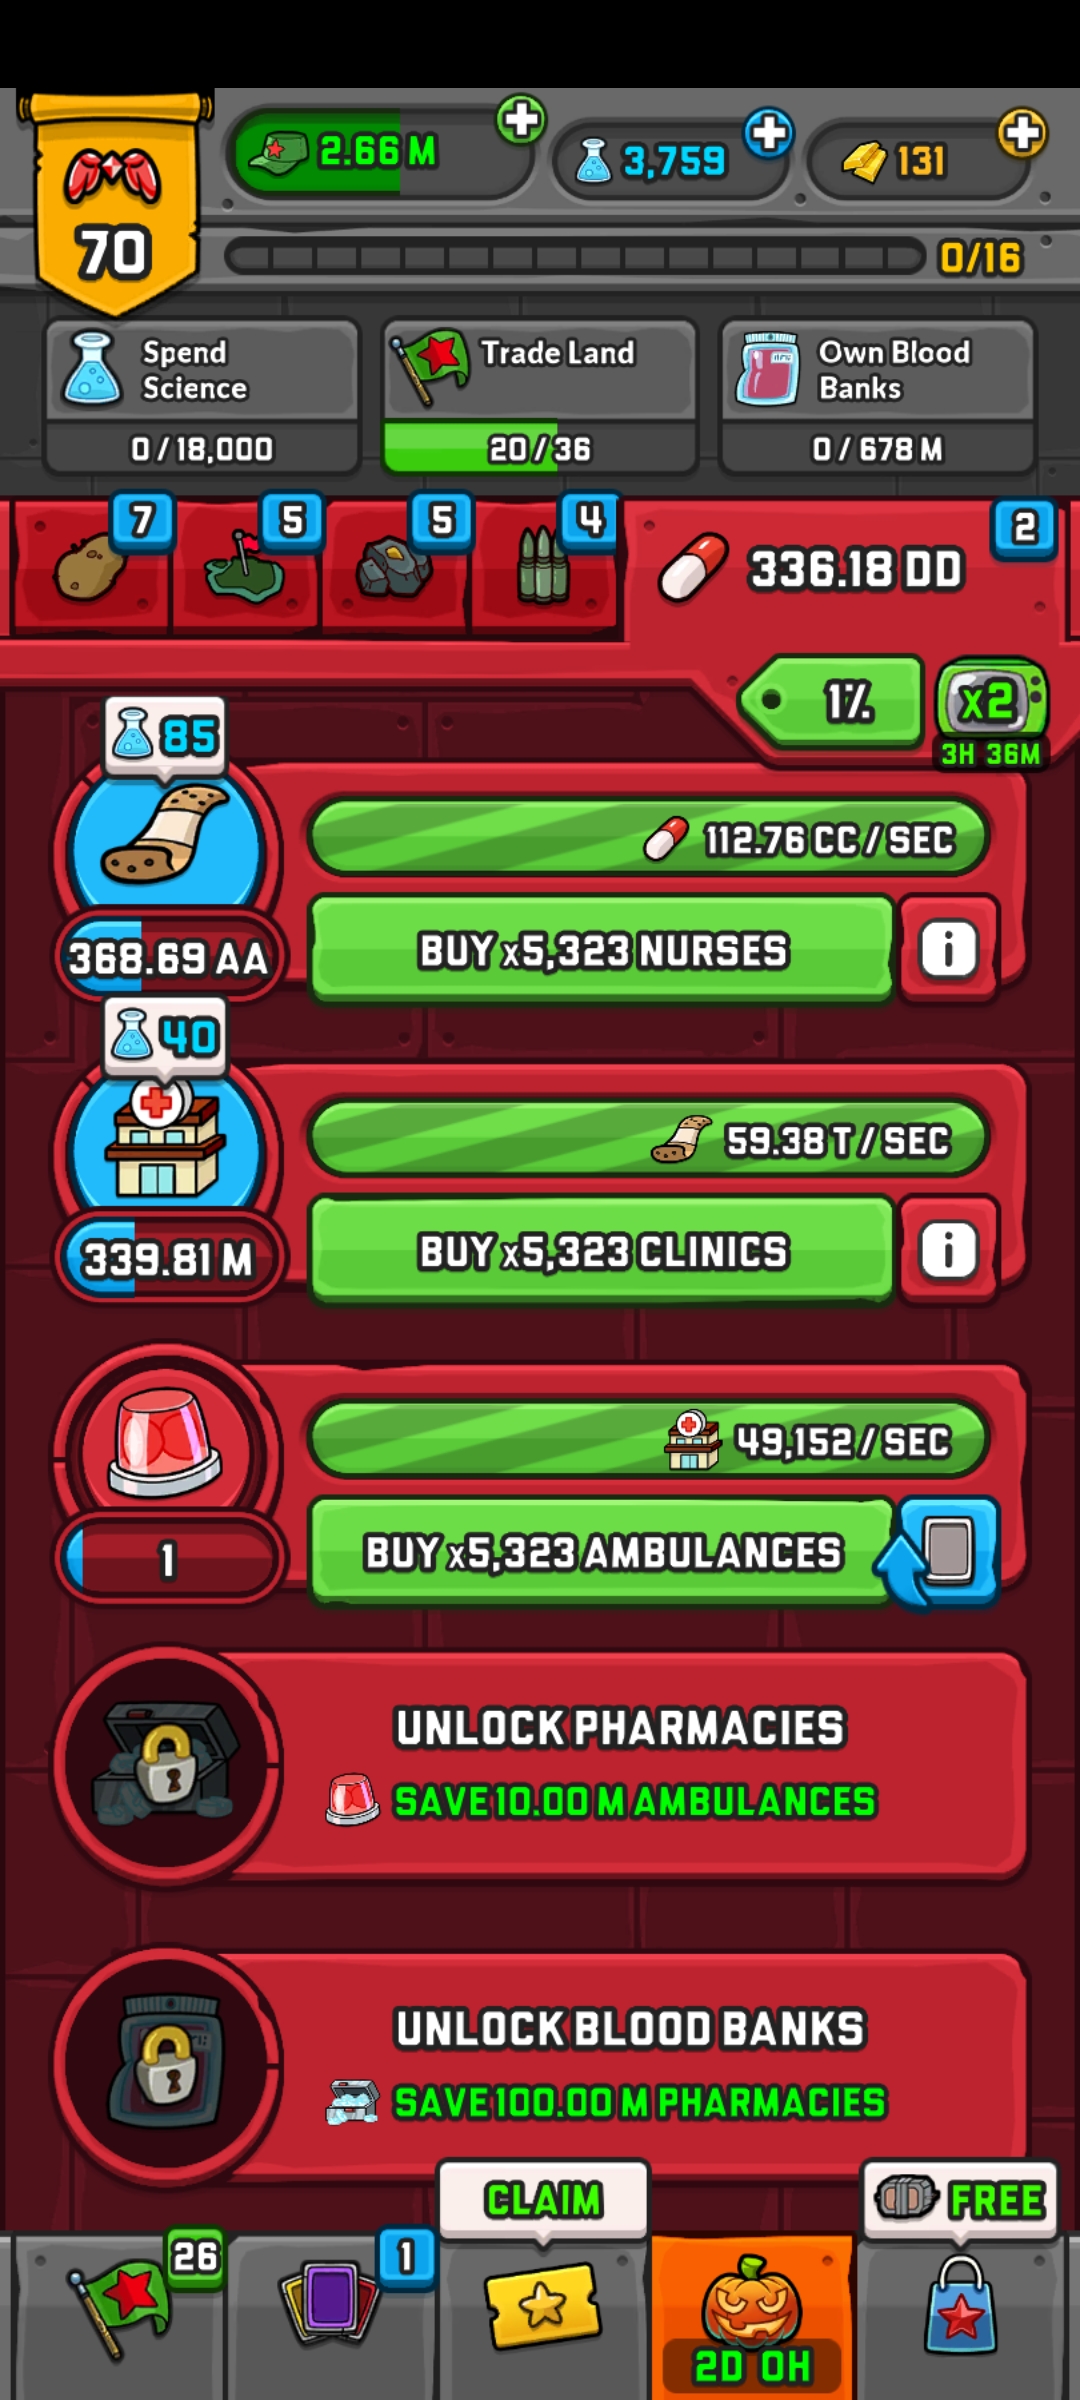 70
2.66 M
3,759
131
0/16
Spend
Science
0 / 18,000
Trade Land
20 / 36
Own Blood
Banks
0 / 678 M
7
5
5
4
336.18 DD
2
1%
x2
3H 36M
85
112.76 CC / SEC
368.69 AA
BUY x5,323 NURSES
i
40
59.38 T / SEC
339.81 M
BUY x5,323 CLINICS
i
49,152 / SEC
1
BUY x5,323 AMBULANCES
UNLOCK PHARMACIES
SAVE 10.00 M AMBULANCES
UNLOCK BLOOD BANKS
SAVE 100.00 M PHARMACIES
CLAIM
FREE
26
1
2D 0H